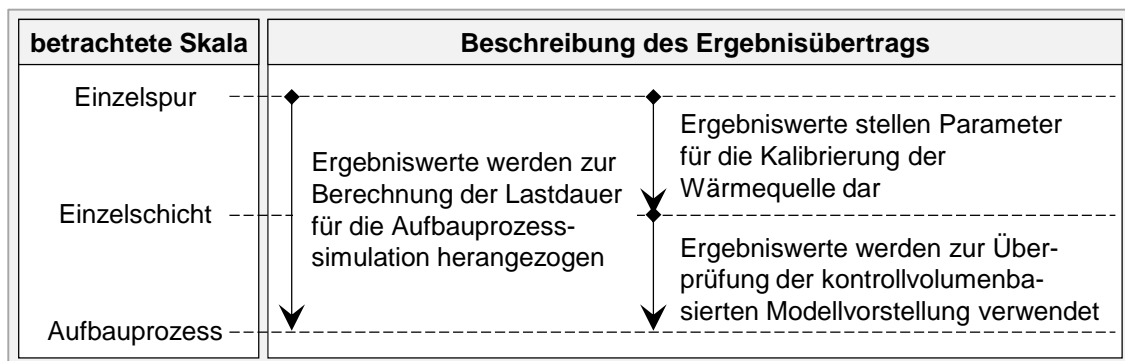 betrachtete Skala
Beschreibung des Ergebnisübertrags
Einzelspur
Einzelschicht
Aufbauprozess
Ergebniswerte werden zur
Berechnung der Lastdauer
für die Aufbauprozess-
simulation herangezogen
Ergebniswerte stellen Parameter
für die Kalibrierung der
Wärmequelle dar
Ergebniswerte werden zur Über-
prüfung der kontrollvolumenba-
sierten Modellvorstellung verwendet